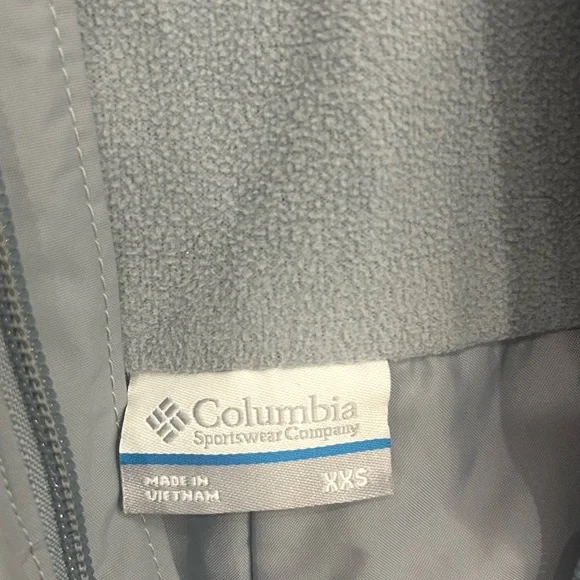 Columbia
Sportswear Company
MADE IN
VIETNAM
XXS